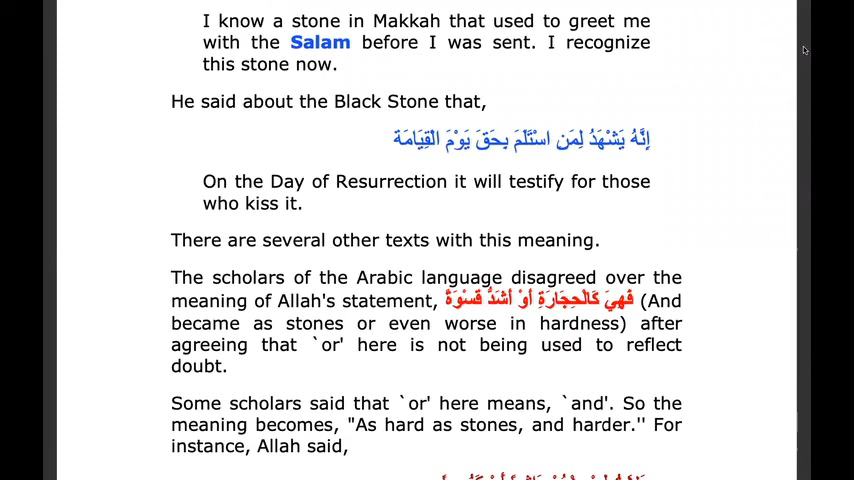 I know a stone in Makkah that used to greet me
with the Salam before I was sent. I recognize
this stone now.
He said about the Black Stone that,
إِنَّهُ يَشْهَدُ لِمَنِ اسْتَلَمَ بِحَقَ يَوْمَ الْقِيَامَة
On the Day of Resurrection it will testify for those
who kiss it.
There are several other texts with this meaning.
The scholars of the Arabic language disagreed over the
meaning of Allah's statement, فَهِيَ كَالْحِجَارَةِ أَوْ أَشَدُّ قَسْوَةً (And
became as stones or even worse in hardness) after
agreeing that `or' here is not being used to reflect
doubt.
Some scholars said that `or' here means, `and'. So the
meaning becomes, "As hard as stones, and harder.'' For
instance, Allah said,